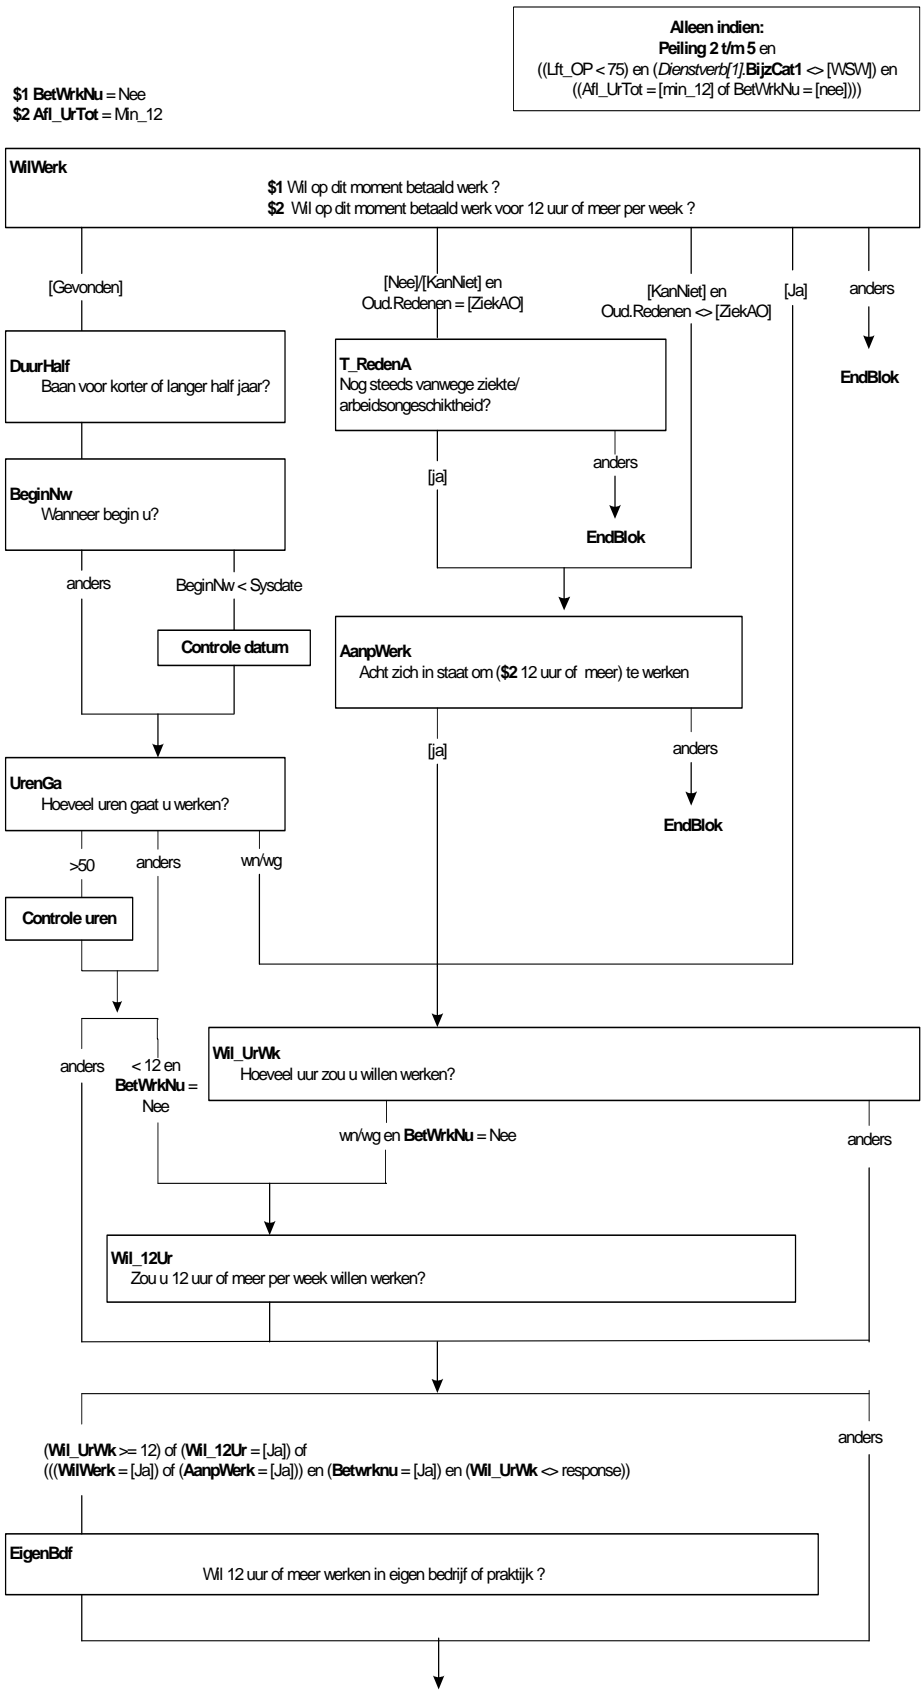 Alleen indien:
Peiling 2 t/m 5 en
((Lft_OP < 75) en (Dienstverb[1].BijzCat1 <> [WSW]) en
((Afl_UrTot = [min_12] of BetWrkNu = [nee])))
$1 BetWrkNu = Nee
$2 Afl_UrTot = Min_12
WilWerk
$1 Wil op dit moment betaald werk ?
$2 Wil op dit moment betaald werk voor 12 uur of meer per week ?
[Gevonden]
[Nee]/[KanNiet] en
Oud.Redenen = [ZiekAO]
[KanNiet] en
Oud.Redenen <> [ZiekAO]
[Ja]
anders
EndBlok
DuurHalf
Baan voor korter of langer half jaar?
T_RedenA
Nog steeds vanwege ziekte/
arbeidsongeschiktheid?
[ja]
anders
EndBlok
BeginNw
Wanneer begin u?
anders
BeginNw < Sysdate
Controle datum
AanpWerk
Acht zich in staat om ($2 12 uur of meer) te werken
[ja]
anders
EndBlok
UrenGa
Hoeveel uren gaat u werken?
>50
anders
wn/wg
Controle uren
anders
< 12 en
BetWrkNu =
Nee
Wil_UrWk
Hoeveel uur zou u willen werken?
wn/wg en BetWrkNu = Nee
anders
Wil_12Ur
Zou u 12 uur of meer per week willen werken?
(Wil_UrWk >= 12) of (Wil_12Ur = [Ja]) of
(((WilWerk = [Ja]) of (AanpWerk = [Ja])) en (Betwrknu = [Ja]) en (Wil_UrWk <> response))
anders
EigenBdf
Wil 12 uur of meer werken in eigen bedrijf of praktijk ?